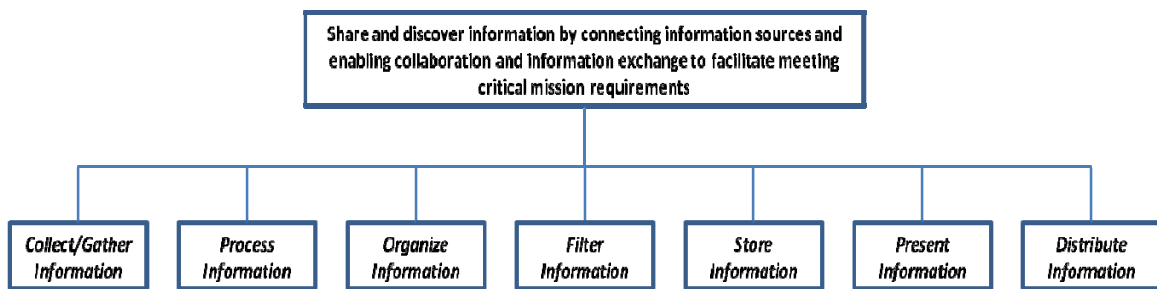 Share and discover information by connecting information sources and
enabling collaboration and information exchange to facilitate meeting
critical mission requirements
Collect/Gather
Information
Process
Information
Organize
Information
Filter
Information
Store
Information
Present
Information
Distribute
Information